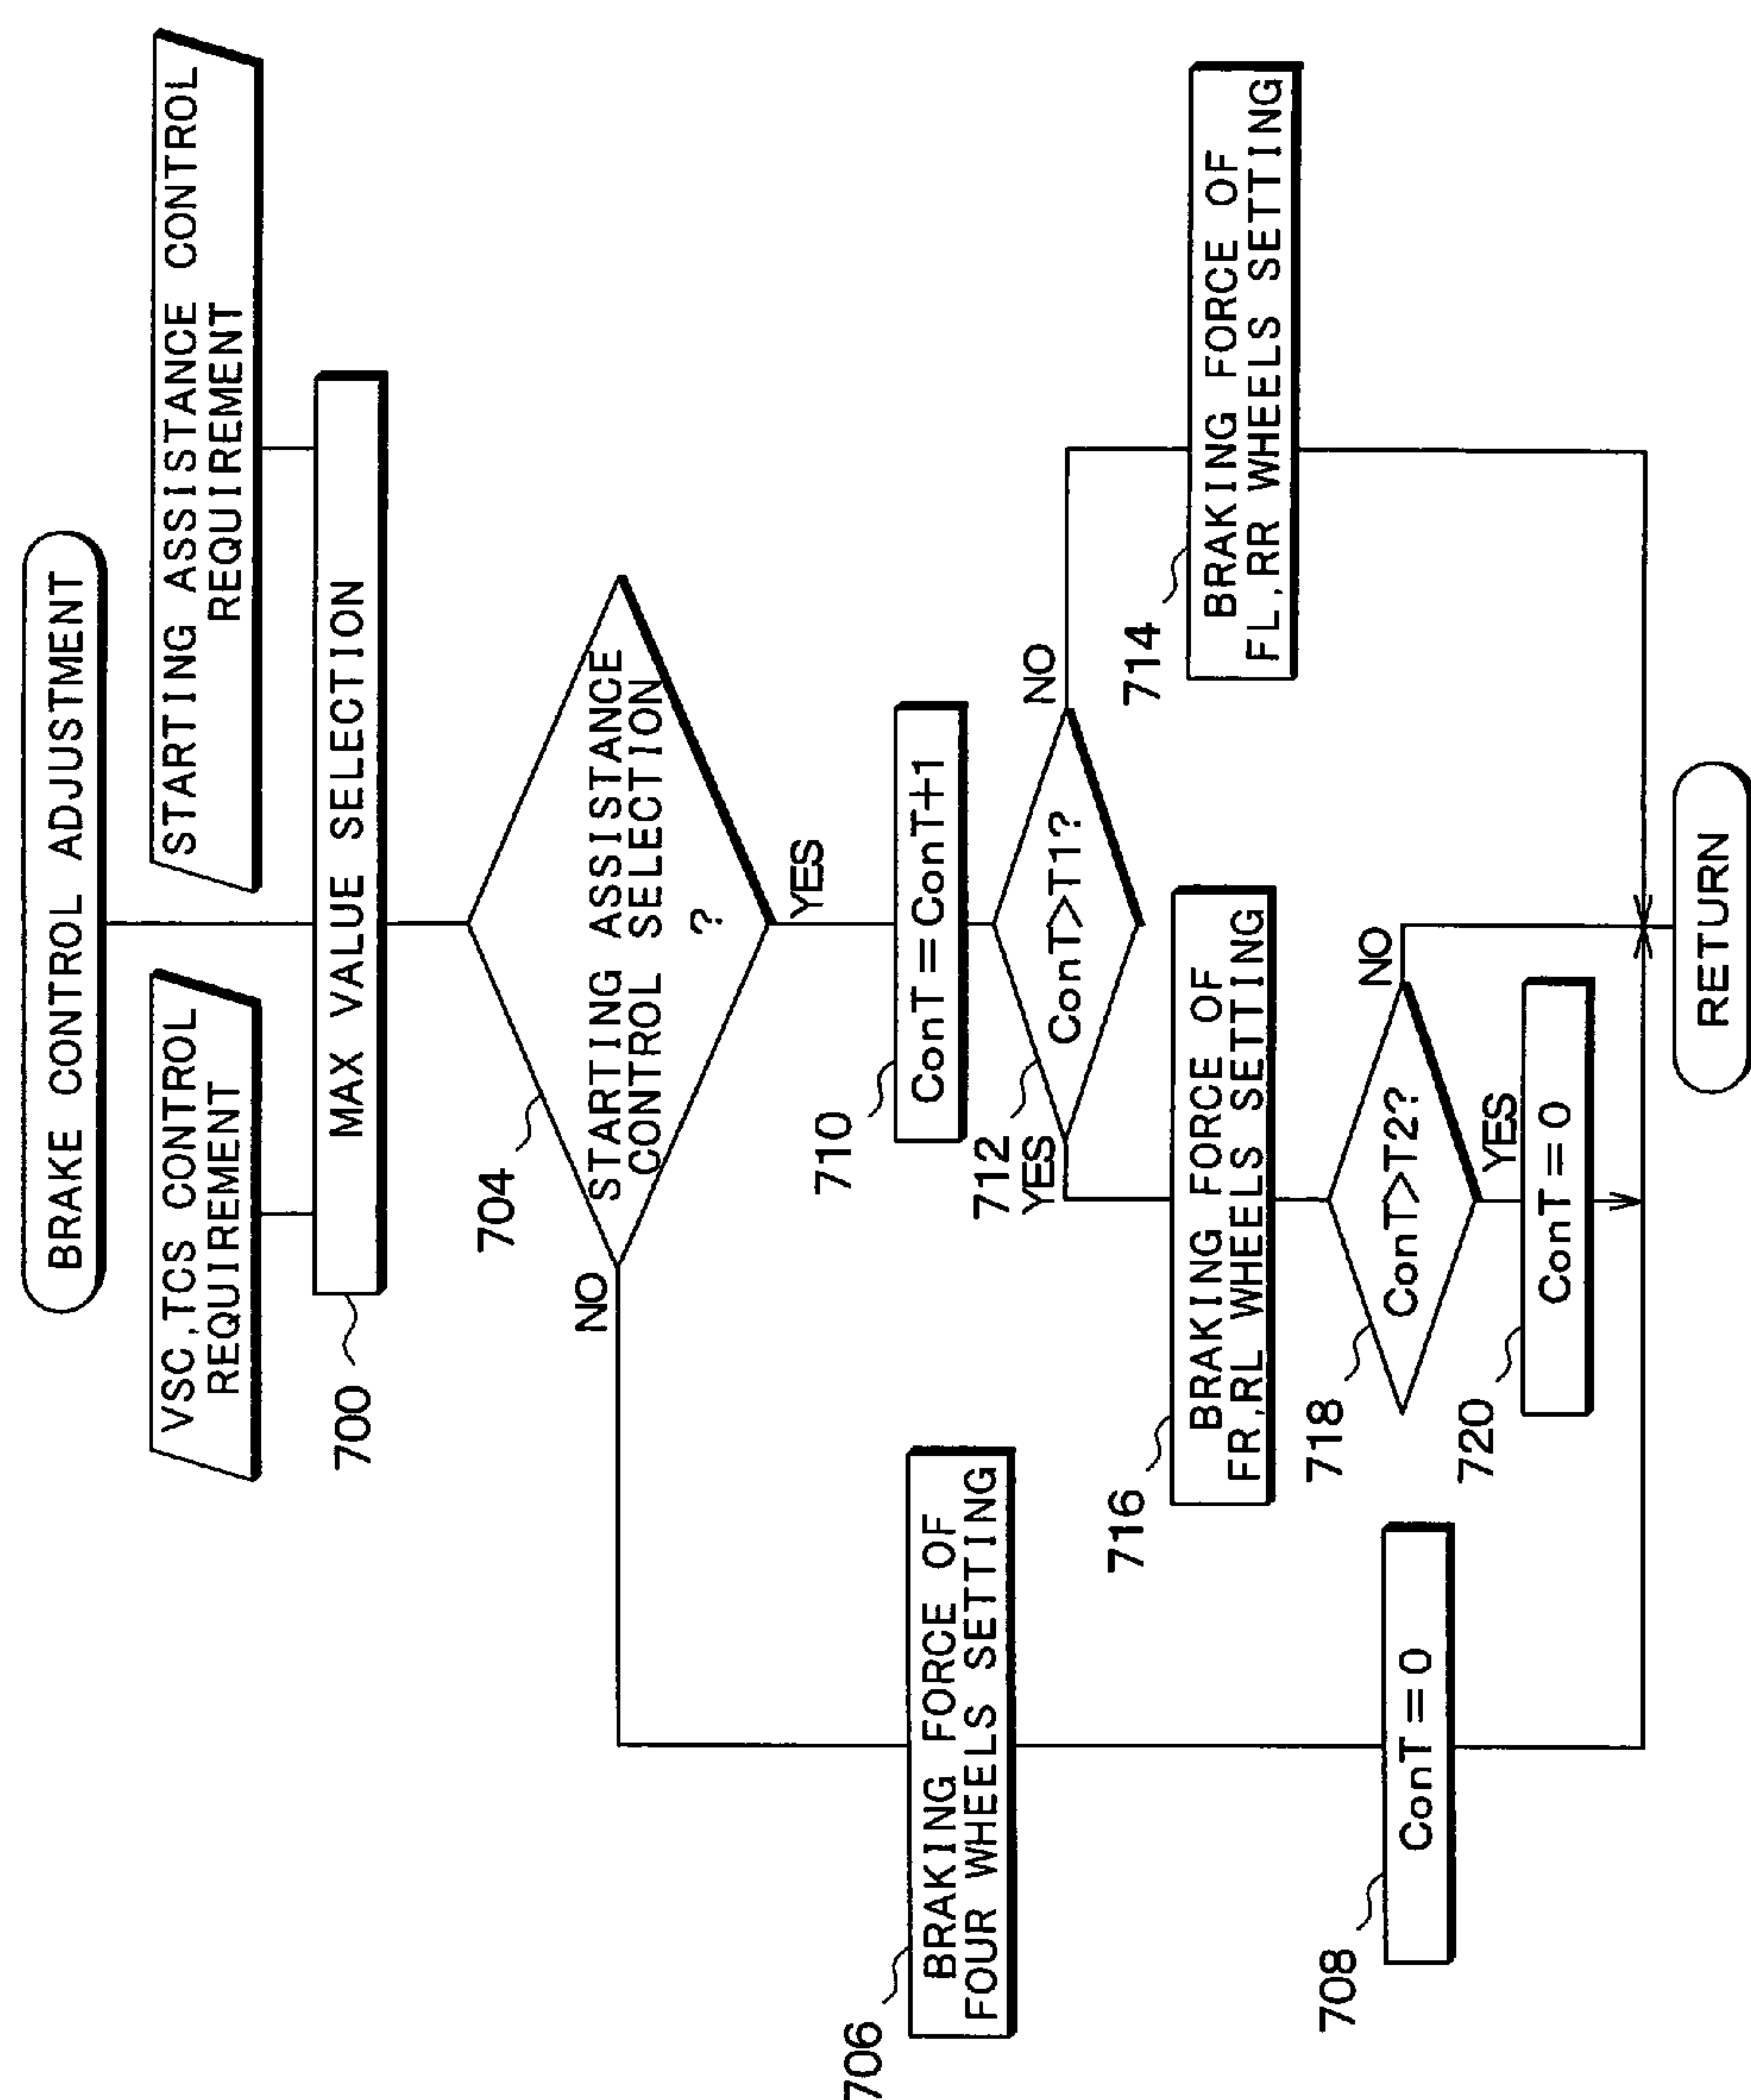 BRAKE CONTROL ADJUSTMENT
VSC,TCS CONTROL
REQUIREMENT
STARTING ASSISTANCE CONTROL
REQUIREMENT
700
MAX VALUE SELECTION
704
STARTING ASSISTANCE
CONTROL SELECTION
?
NO
YES
706
BRAKING FORCE OF
FOUR WHEELS SETTING
710
ConT=ConT+1
712
ConT>T1?
YES
NO
716
BRAKING FORCE OF
FR,RL WHEELS SETTING
714
BRAKING FORCE OF
FL,RR WHEELS SETTING
718
ConT>T2?
NO
YES
708
ConT=0
720
ConT=0
RETURN